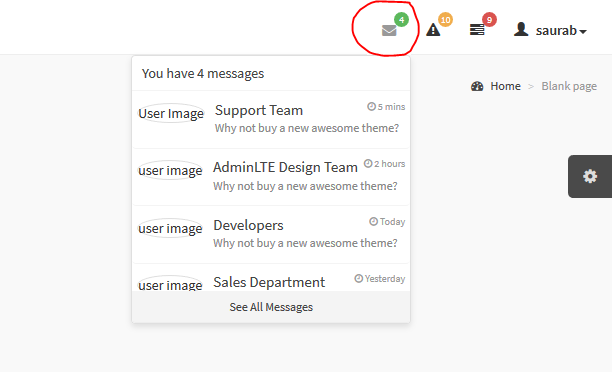 4 10 9 saurab
You have 4 messages
Home > Blank page
User Image Support Team 5 mins
Why not buy a new awesome theme?
user image AdminLTE Design Team 2 hours
Why not buy a new awesome theme?
user image Developers Today
Why not buy a new awesome theme?
user image Sales Department Yesterday
See All Messages